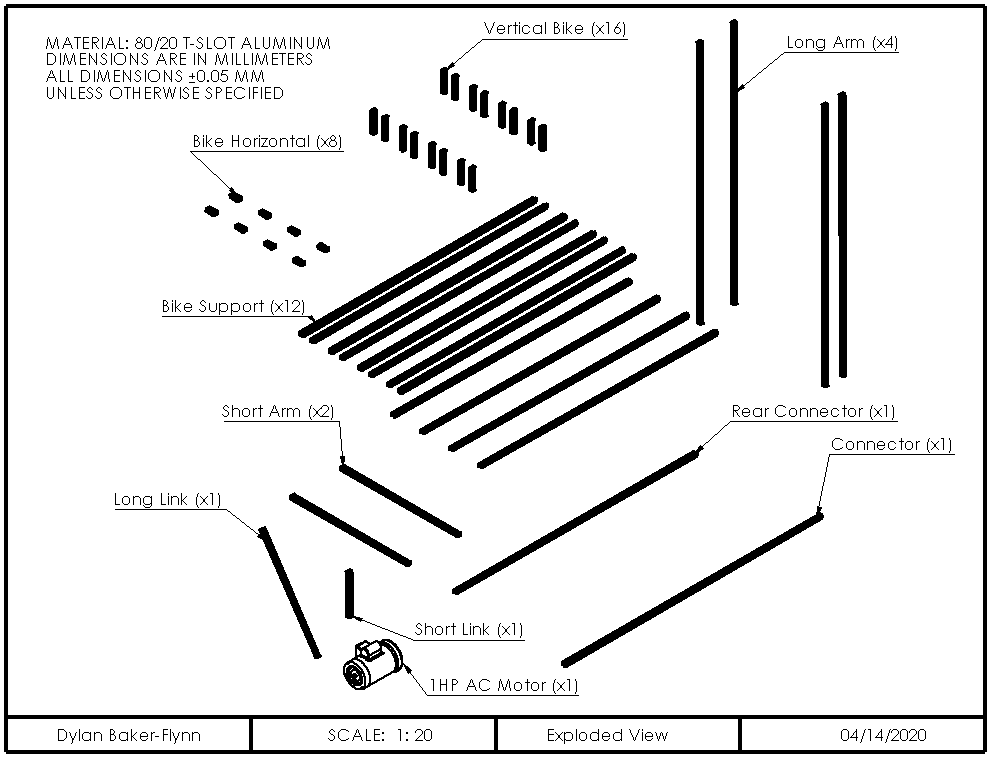 MATERIAL: 80/20 T-SLOT ALUMINUM
DIMENSIONS ARE IN MILLIMETERS
ALL DIMENSIONS ±0.05 MM
UNLESS OTHERWISE SPECIFIED
Vertical Bike (x16)
Long Arm (x4)
Bike Horizontal (x8)
Bike Support (x12)
Short Arm (x2)
Rear Connector (x1)
Connector (x1)
Long Link (x1)
Short Link (x1)
1HP AC Motor (x1)
Dylan Baker-Flynn
SCALE: 1:20
Exploded View
04/14/2020